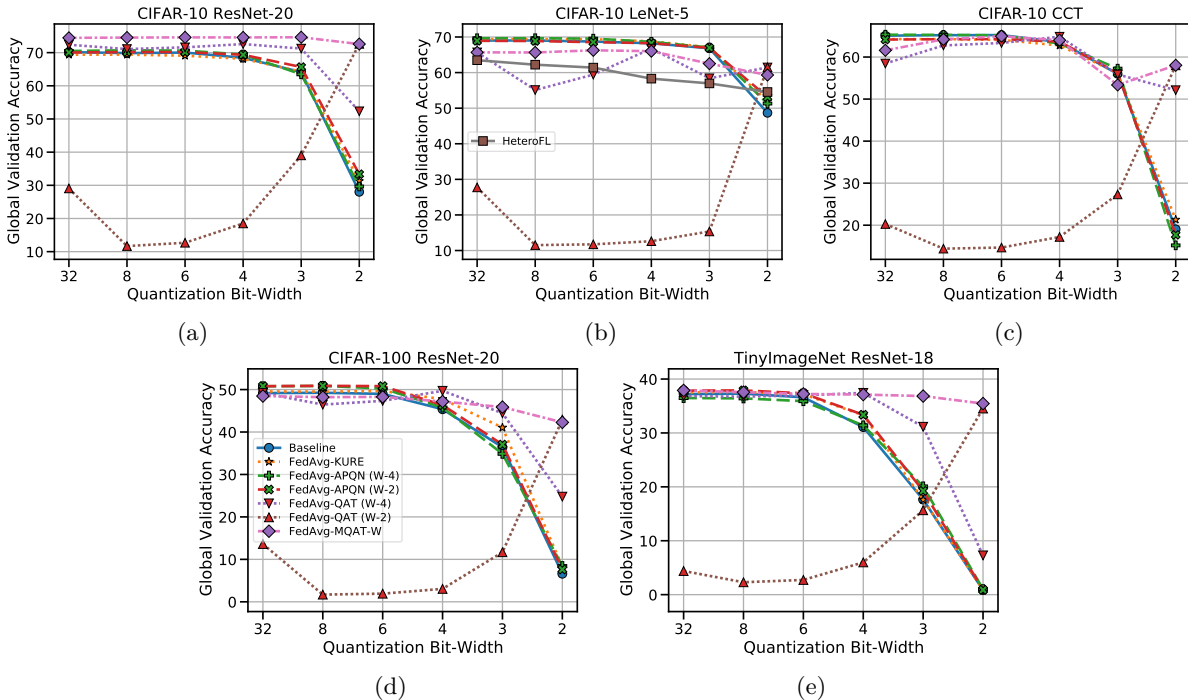 CIFAR-10 ResNet-20
Global Validation Accuracy
70
60
50
40
30
20
10
32 8 6 4 3 2
Quantization Bit-Width
(a)
CIFAR-10 LeNet-5
Global Validation Accuracy
70
60
50
40
30
20
10
HeteroFL
32 8 6 4 3 2
Quantization Bit-Width
(b)
CIFAR-10 CCT
Global Validation Accuracy
60
50
40
30
20
32 8 6 4 3 2
Quantization Bit-Width
(c)
CIFAR-100 ResNet-20
Global Validation Accuracy
50
40
30
20
10
0
Baseline
FedAvg-KURE
FedAvg-APQN (W-4)
FedAvg-APQN (W-2)
FedAvg-QAT (W-4)
FedAvg-QAT (W-2)
FedAvg-MQAT-W
32 8 6 4 3 2
Quantization Bit-Width
(d)
TinyImageNet ResNet-18
Global Validation Accuracy
40
30
20
10
0
32 8 6 4 3 2
Quantization Bit-Width
(e)